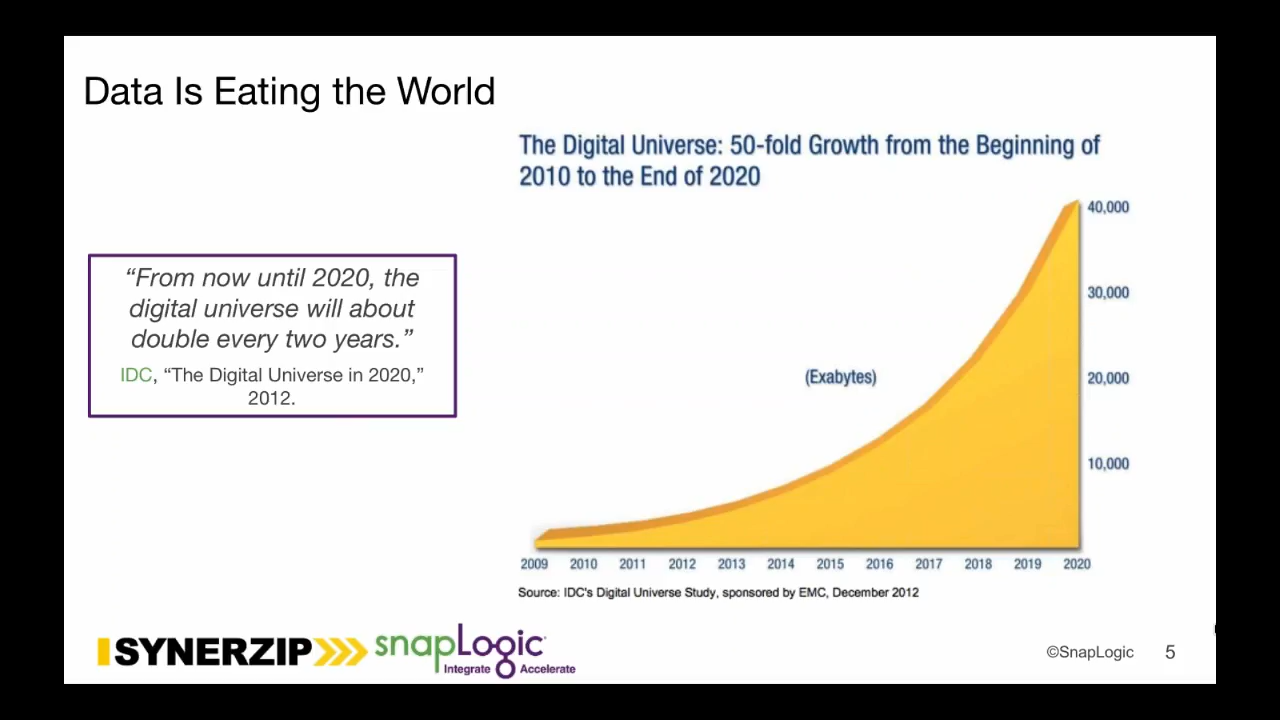 Data Is Eating the World
The Digital Universe: 50-fold Growth from the Beginning of
2010 to the End of 2020
“From now until 2020, the
digital universe will about
double every two years.”
IDC, “The Digital Universe in 2020,”
2012.
40,000
30,000
(Exabytes)
20,000
10,000
2009 2010 2011 2012 2013 2014 2015 2016 2017 2018 2019 2020
Source: IDC's Digital Universe Study, sponsored by EMC, December 2012
SYNERZIP
snapLogic
Integrate Accelerate
©SnapLogic 5